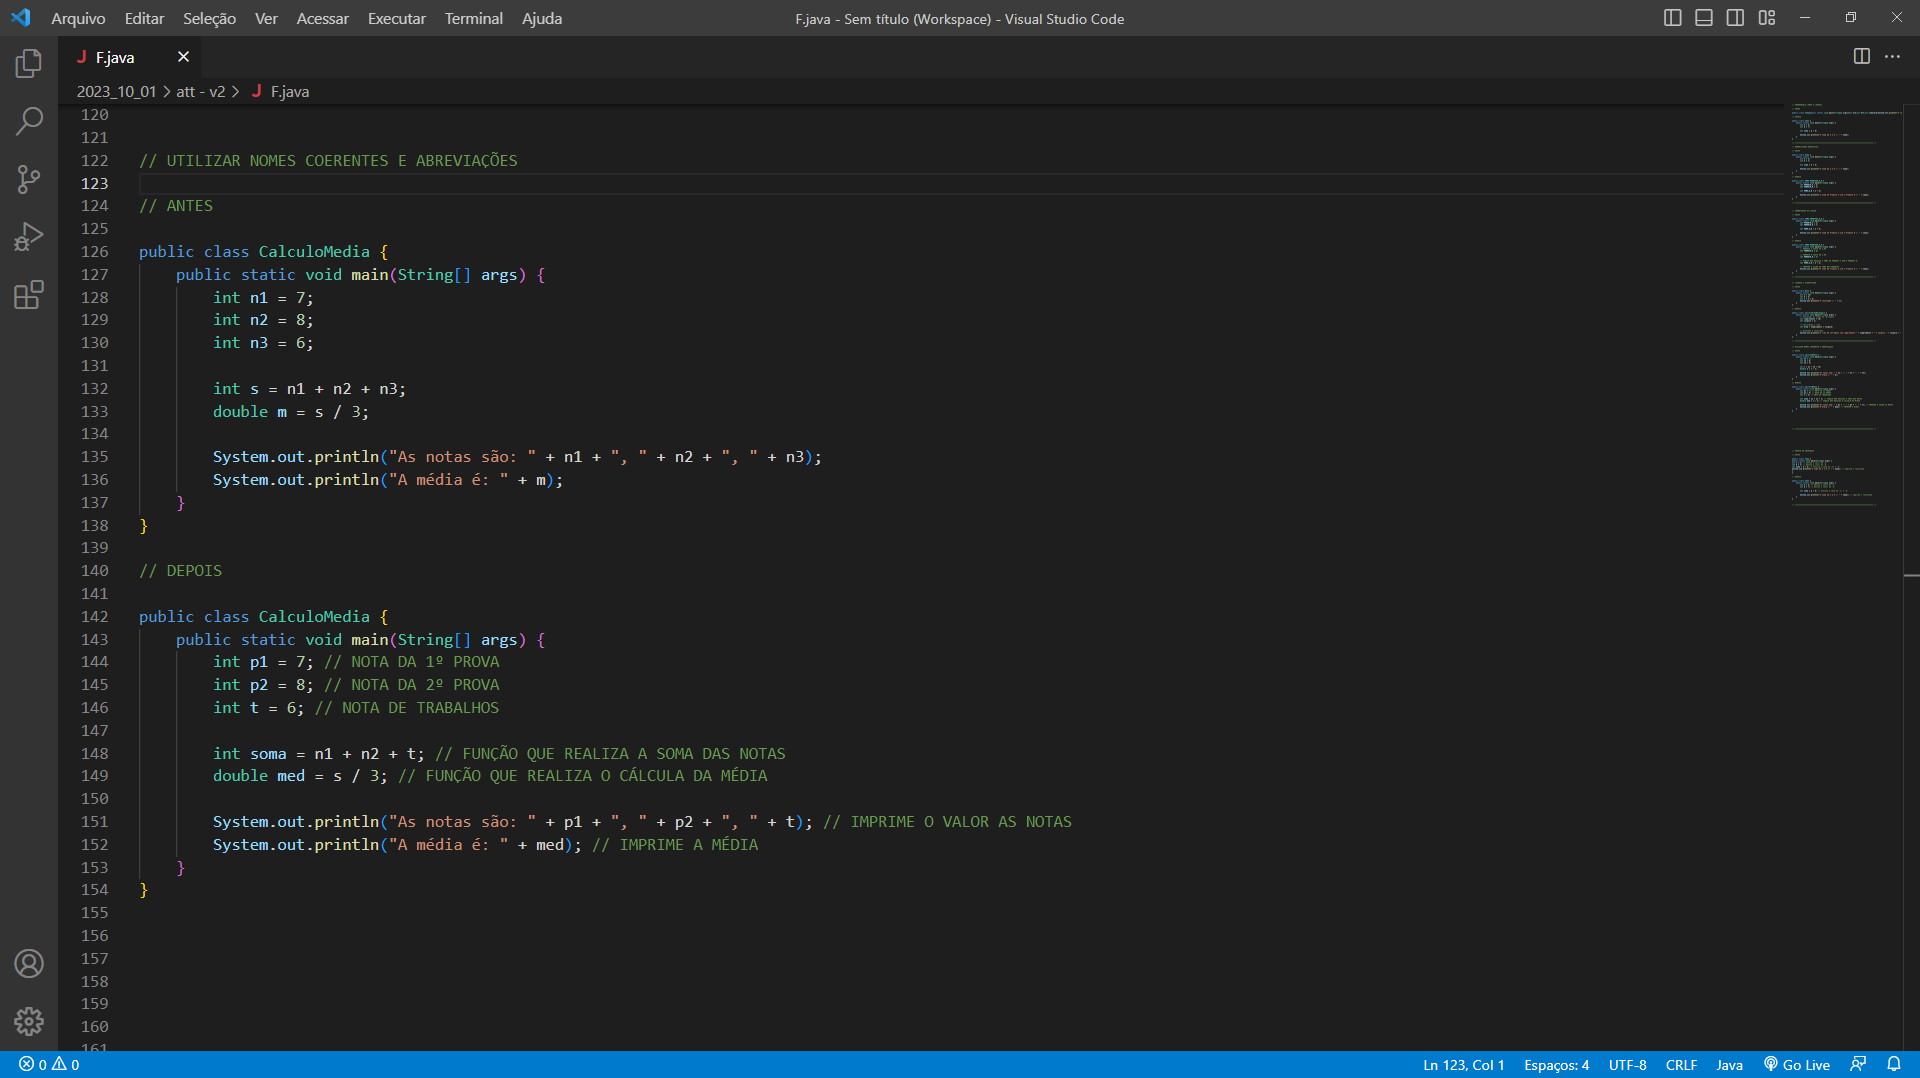 Arquivo Editar Seleção Ver Acessar Executar Terminal Ajuda
F.java - Sem título (Workspace) - Visual Studio Code
J F.java
2023_10_01 > att - v2 > J F.java
120
121
122 // UTILIZAR NOMES COERENTES E ABREVIAÇÕES
123
124 // ANTES
125
126 public class CalculoMedia {
127 public static void main(String[] args) {
128 int n1 = 7;
129 int n2 = 8;
130 int n3 = 6;
131
132 int s = n1 + n2 + n3;
133 double m = s / 3;
134
135 System.out.println("As notas são: " + n1 + ", " + n2 + ", " + n3);
136 System.out.println("A média é: " + m);
137 }
138 }
139
140 // DEPOIS
141
142 public class CalculoMedia {
143 public static void main(String[] args) {
144 int p1 = 7; // NOTA DA 1º PROVA
145 int p2 = 8; // NOTA DA 2º PROVA
146 int t = 6; // NOTA DE TRABALHOS
147
148 int soma = n1 + n2 + t; // FUNÇÃO QUE REALIZA A SOMA DAS NOTAS
149 double med = s / 3; // FUNÇÃO QUE REALIZA O CÁLCULA DA MÉDIA
150
151 System.out.println("As notas são: " + p1 + ", " + p2 + ", " + t); // IMPRIME O VALOR AS NOTAS
152 System.out.println("A média é: " + med); // IMPRIME A MÉDIA
153 }
154 }
155
156
157
158
159
160
161
0 0
Ln 123, Col 1 Espaços: 4 UTF-8 CRLF Java Go Live